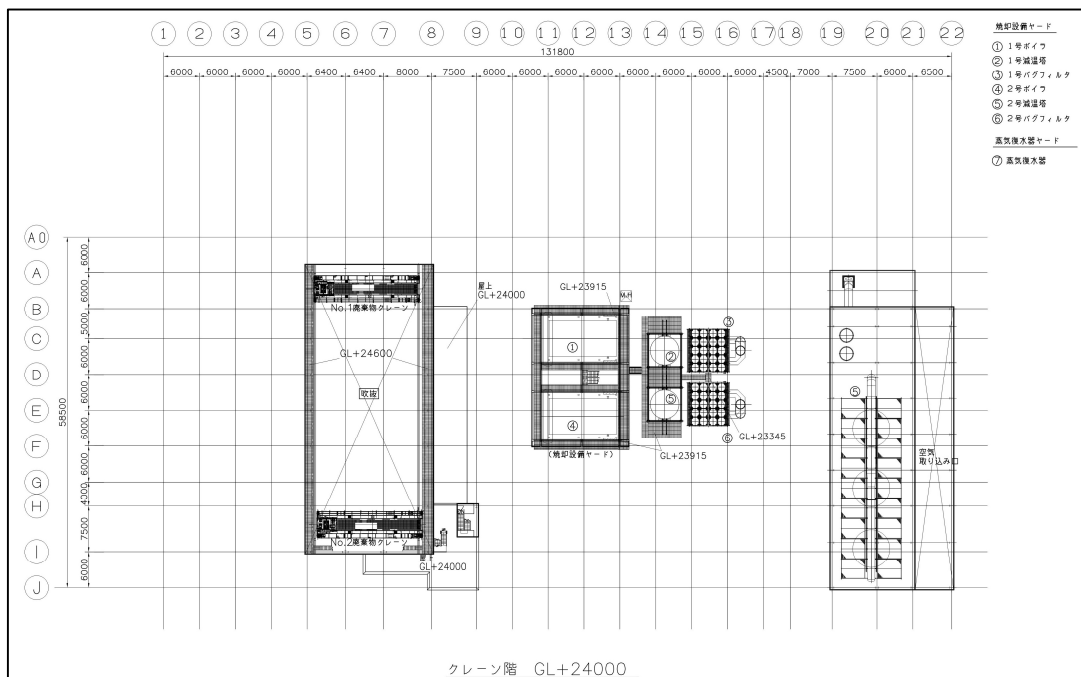 1 2 3 4 5 6 7 8 9 10 11 12 13 14 15 16 17 18 19 20 21 22
131800
6000 6000 6000 6000 6400 6400 8000 7500 6000 6000 6000 6000 6000 6000 6000 6000 4500 7000 7500 6000 6500
焼却設備ヤード
① 1号ボイラ
② 1号減温塔
③ 1号バグフィルタ
④ 2号ボイラ
⑤ 2号減温塔
⑥ 2号バグフィルタ
蒸気復水器ヤード
⑦ 蒸気復水器
A0
A
B
C
D
E
F
G
H
I
J
58500
6000
6000
5000
6000
6000
6000
6000
4000
7500
6000
No.1廃棄物クレーン
屋上
GL+24000
GL+24600
吹抜
No.2廃棄物クレーン
屋上
GL+24000
GL+23915
M.H
①
②
③
④
⑤
⑥
GL+23345
GL+23915
(焼却設備ヤード)
⑤
空気
取り込み口
クレーン階 GL+24000